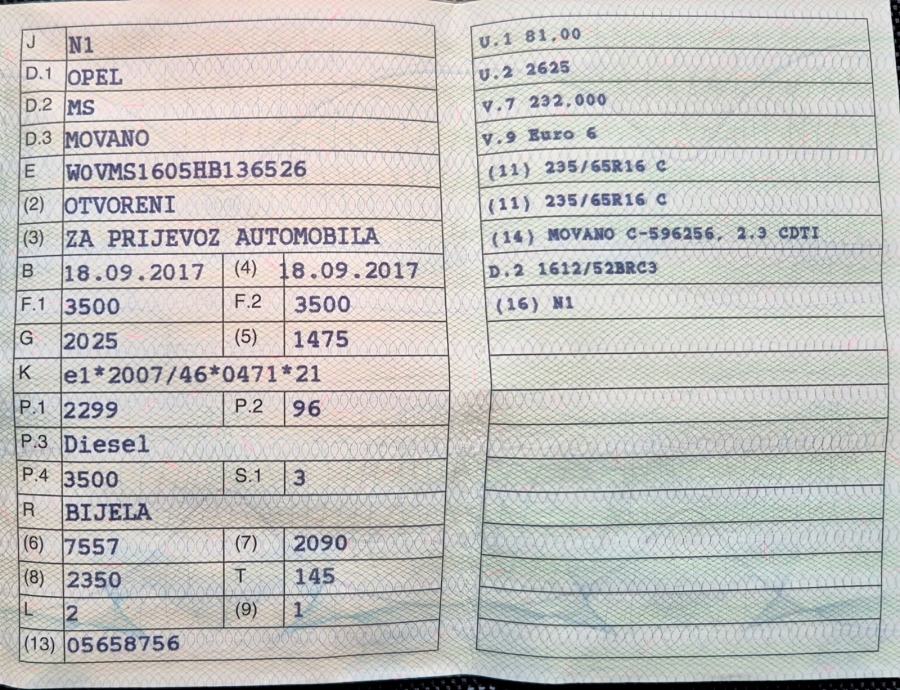 J N1
D.1 OPEL
D.2 MS
D.3 MOVANO
E W0VMS1605HB136526
(2) OTVORENI
(3) ZA PRIJEVOZ AUTOMOBILA
B 18.09.2017 (4) 18.09.2017
F.1 3500 F.2 3500
G 2025 (5) 1475
K e1*2007/46*0471*21
P.1 2299 P.2 96
P.3 Diesel
P.4 3500 S.1 3
R BIJELA
(6) 7557 (7) 2090
(8) 2350 T 145
L 2 (9) 1
(13) 05658756
U.1 81,00
U.2 2625
V.7 232,000
V.9 Euro 6
(11) 235/65R16 C
(11) 235/65R16 C
(14) MOVANO C-596256, 2.3 CDTI
D.2 1612/52BRC3
(16) N1